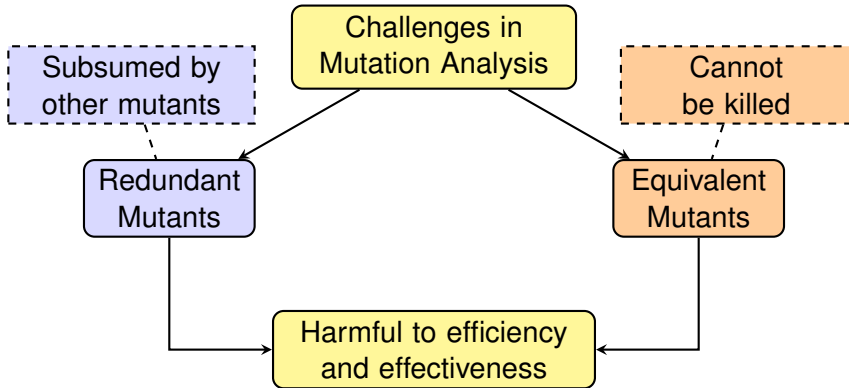 Challenges in
Mutation Analysis
Subsumed by
other mutants
Cannot
be killed
Redundant
Mutants
Equivalent
Mutants
Harmful to efficiency
and effectiveness